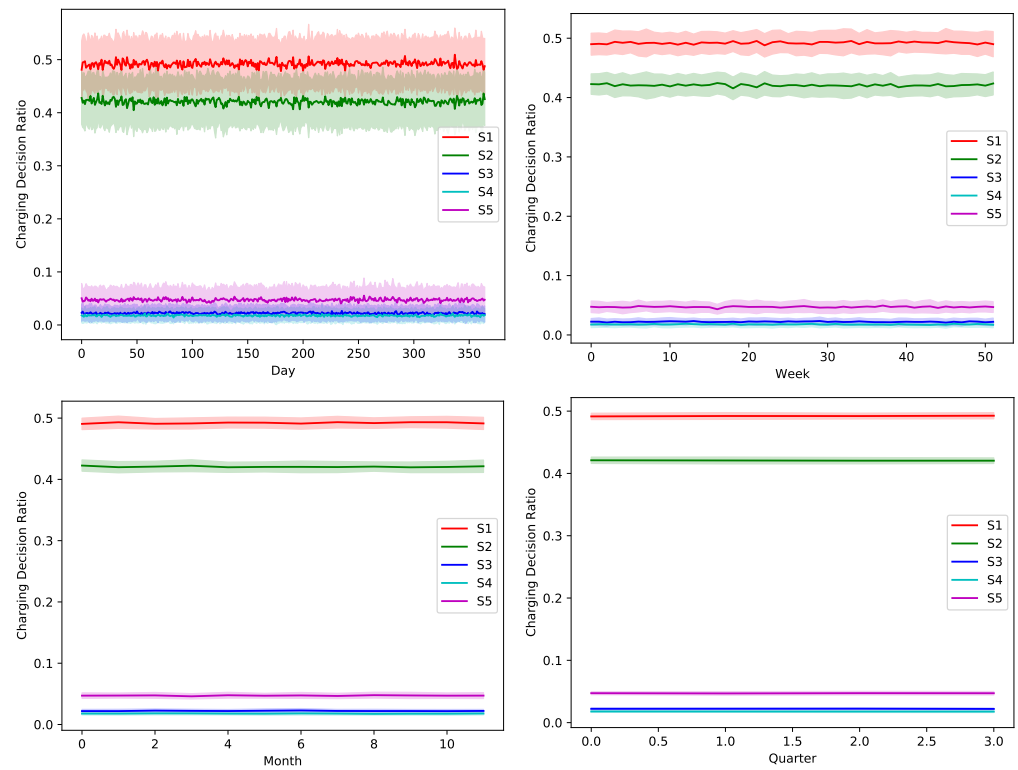 Charging Decision Ratio
0.5
0.4
0.3
0.2
0.1
0.0
S1
S2
S3
S4
S5
0 50 100 150 200 250 300 350
Day
Charging Decision Ratio
0.5
0.4
0.3
0.2
0.1
0.0
S1
S2
S3
S4
S5
0 10 20 30 40 50
Week
Charging Decision Ratio
0.5
0.4
0.3
0.2
0.1
0.0
S1
S2
S3
S4
S5
0 2 4 6 8 10
Month
Charging Decision Ratio
0.5
0.4
0.3
0.2
0.1
0.0
S1
S2
S3
S4
S5
0.0 0.5 1.0 1.5 2.0 2.5 3.0
Quarter